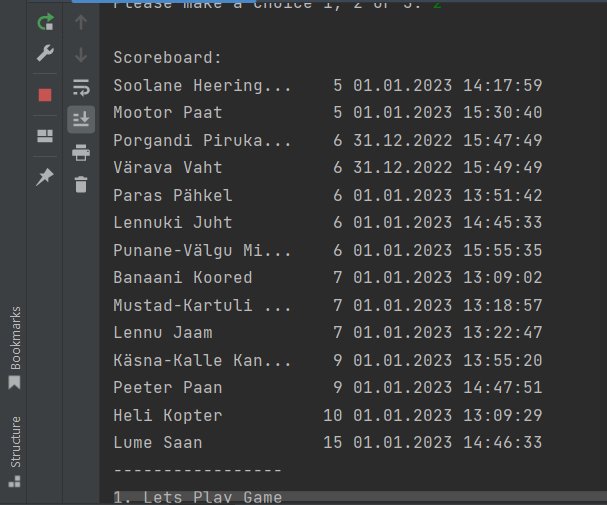 Please make a choice 1, 2 or 3: 2
Scoreboard:
Soolane Heering... 5 01.01.2023 14:17:59
Mootor Paat 5 01.01.2023 15:30:40
Porgandi Piruka... 6 31.12.2022 15:47:49
Värava Vaht 6 31.12.2022 15:49:49
Paras Pähkel 6 01.01.2023 13:51:42
Lennuki Juht 6 01.01.2023 14:45:33
Punane-Välgu Mi... 6 01.01.2023 15:55:35
Banaani Koored 7 01.01.2023 13:09:02
Mustad-Kartuli ... 7 01.01.2023 13:18:57
Lennu Jaam 7 01.01.2023 13:22:47
Käsna-Kalle Kan... 9 01.01.2023 13:55:20
Peeter Paan 9 01.01.2023 14:47:51
Heli Kopter 10 01.01.2023 13:09:29
Lume Saan 15 01.01.2023 14:46:33
-----------------
1. Lets Play Game
Bookmarks
Structure